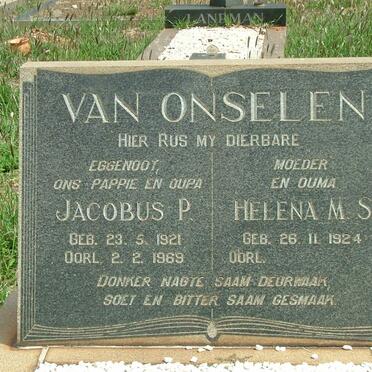 LANDMAN
VAN ONSELEN
HIER RUS MY DIERBARE
EGGENOOT,
ONS PAPPIE EN OUPA
JACOBUS P.
GEB. 23. 5. 1921
OORL. 2. 2. 1969
MOEDER
EN OUMA
HELENA M. S
GEB. 26. 11. 1924
OORL.
DONKER NAGTE SAAM DEURWAAK,
SOET EN BITTER SAAM GESMAAK.